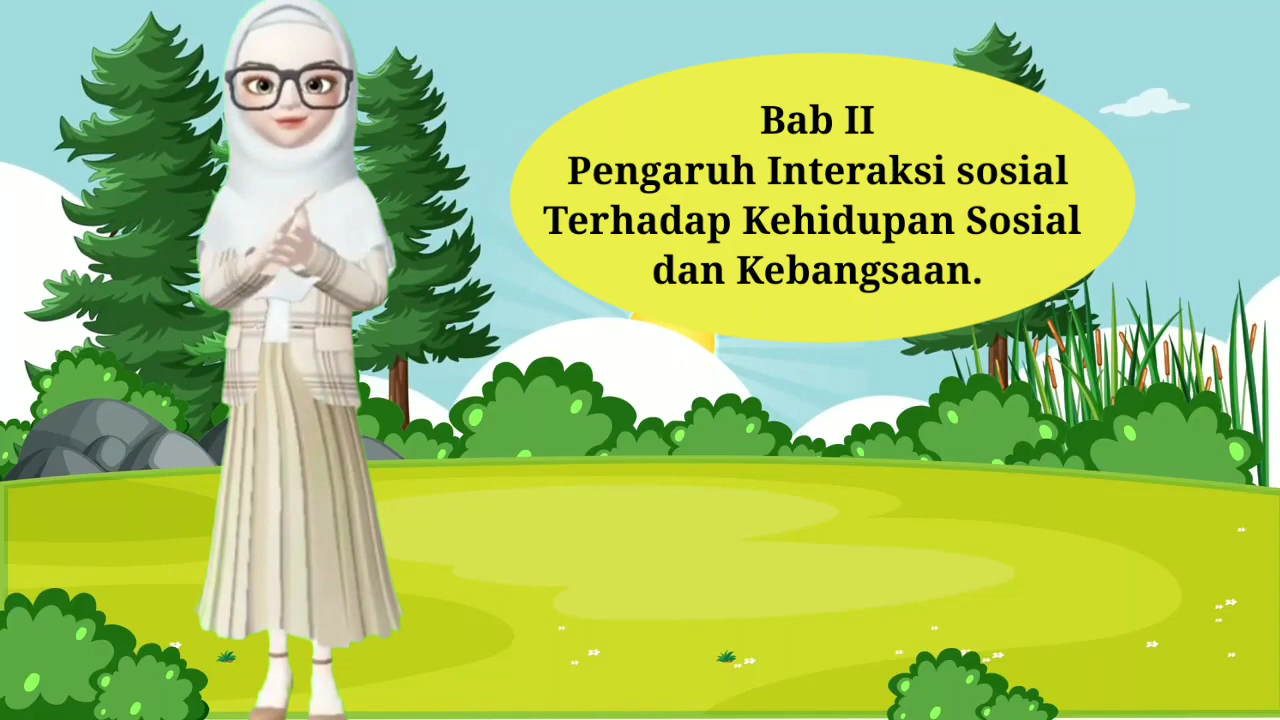 Bab II
Pengaruh Interaksi sosial
Terhadap Kehidupan Sosial
dan Kebangsaan.